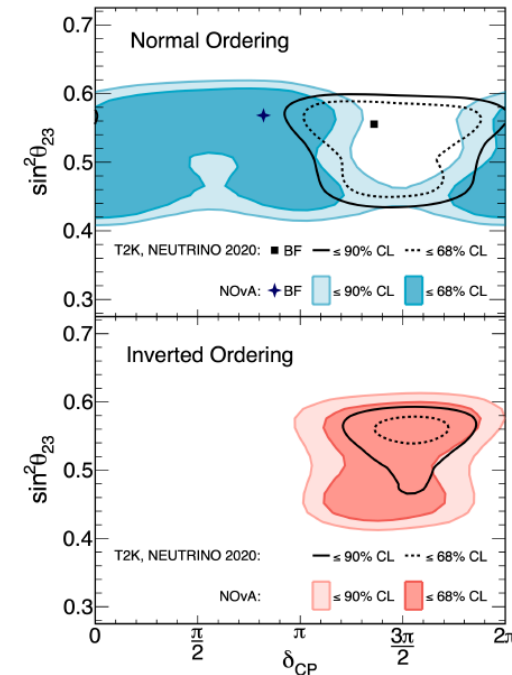 0.7
Normal Ordering
0.6
0.5
sin²θ₂₃
0.4
T2K, NEUTRINO 2020: BF ≤ 90% CL ≤ 68% CL
NOvA: BF ≤ 90% CL ≤ 68% CL
0.3
0.7
Inverted Ordering
0.6
0.5
sin²θ₂₃
0.4
T2K, NEUTRINO 2020: ≤ 90% CL ≤ 68% CL
NOvA: ≤ 90% CL ≤ 68% CL
0.3
0 π/2 π 3π/2 2π
δCP